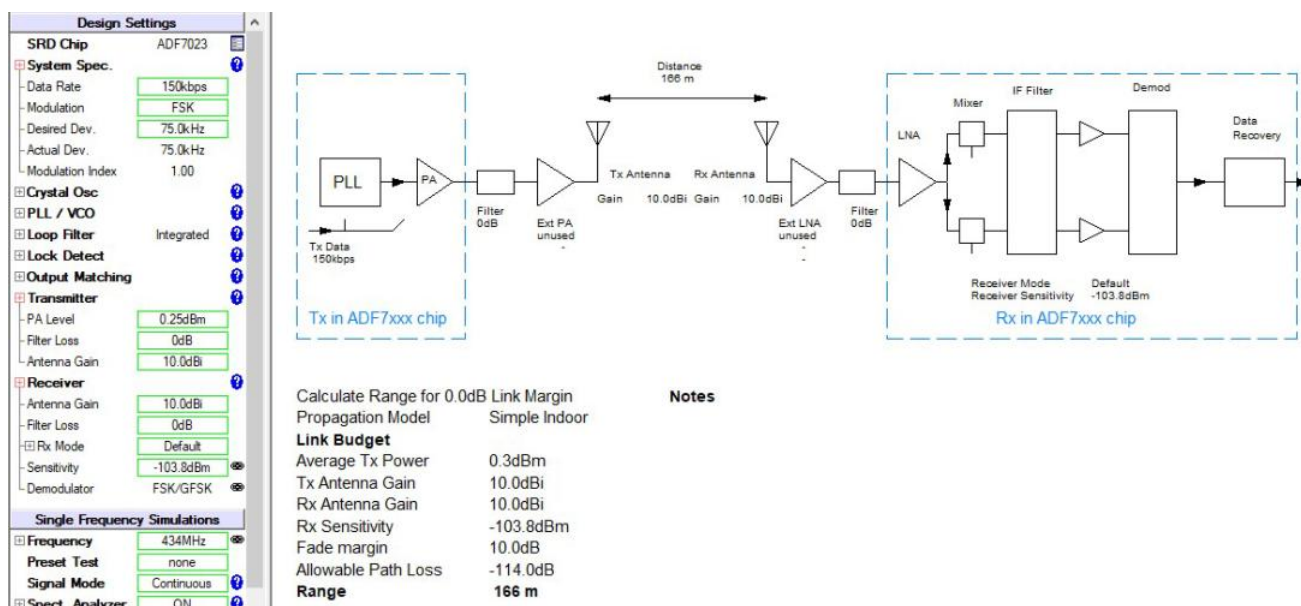 Design Settings
SRD Chip ADF7023
System Spec.
Data Rate 150kbps
Modulation FSK
Desired Dev. 75.0kHz
Actual Dev. 75.0kHz
Modulation Index 1.00
Crystal Osc
PLL / VCO
Loop Filter Integrated
Lock Detect
Output Matching
Transmitter
PA Level 0.25dBm
Filter Loss 0dB
Antenna Gain 10.0dBi
Receiver
Antenna Gain 10.0dBi
Filter Loss 0dB
Rx Mode Default
Sensitivity -103.8dBm
Demodulator FSK/GFSK
Single Frequency Simulations
Frequency 434MHz
Preset Test none
Signal Mode Continuous
Spect. Analyzer ON
Distance
166 m
PLL
PA
Tx Data
150kbps
Filter
0dB
Ext PA
unused
-
Tx Antenna
Gain 10.0dBi
Rx Antenna
Gain 10.0dBi
Ext LNA
unused
-
-
Filter
0dB
LNA
Mixer
IF Filter
Demod
Data
Recovery
Receiver Mode Default
Receiver Sensitivity -103.8dBm
Tx in ADF7xxx chip
Rx in ADF7xxx chip
Calculate Range for 0.0dB Link Margin
Propagation Model Simple Indoor
Link Budget
Average Tx Power 0.3dBm
Tx Antenna Gain 10.0dBi
Rx Antenna Gain 10.0dBi
Rx Sensitivity -103.8dBm
Fade margin 10.0dB
Allowable Path Loss -114.0dB
Range 166 m
Notes